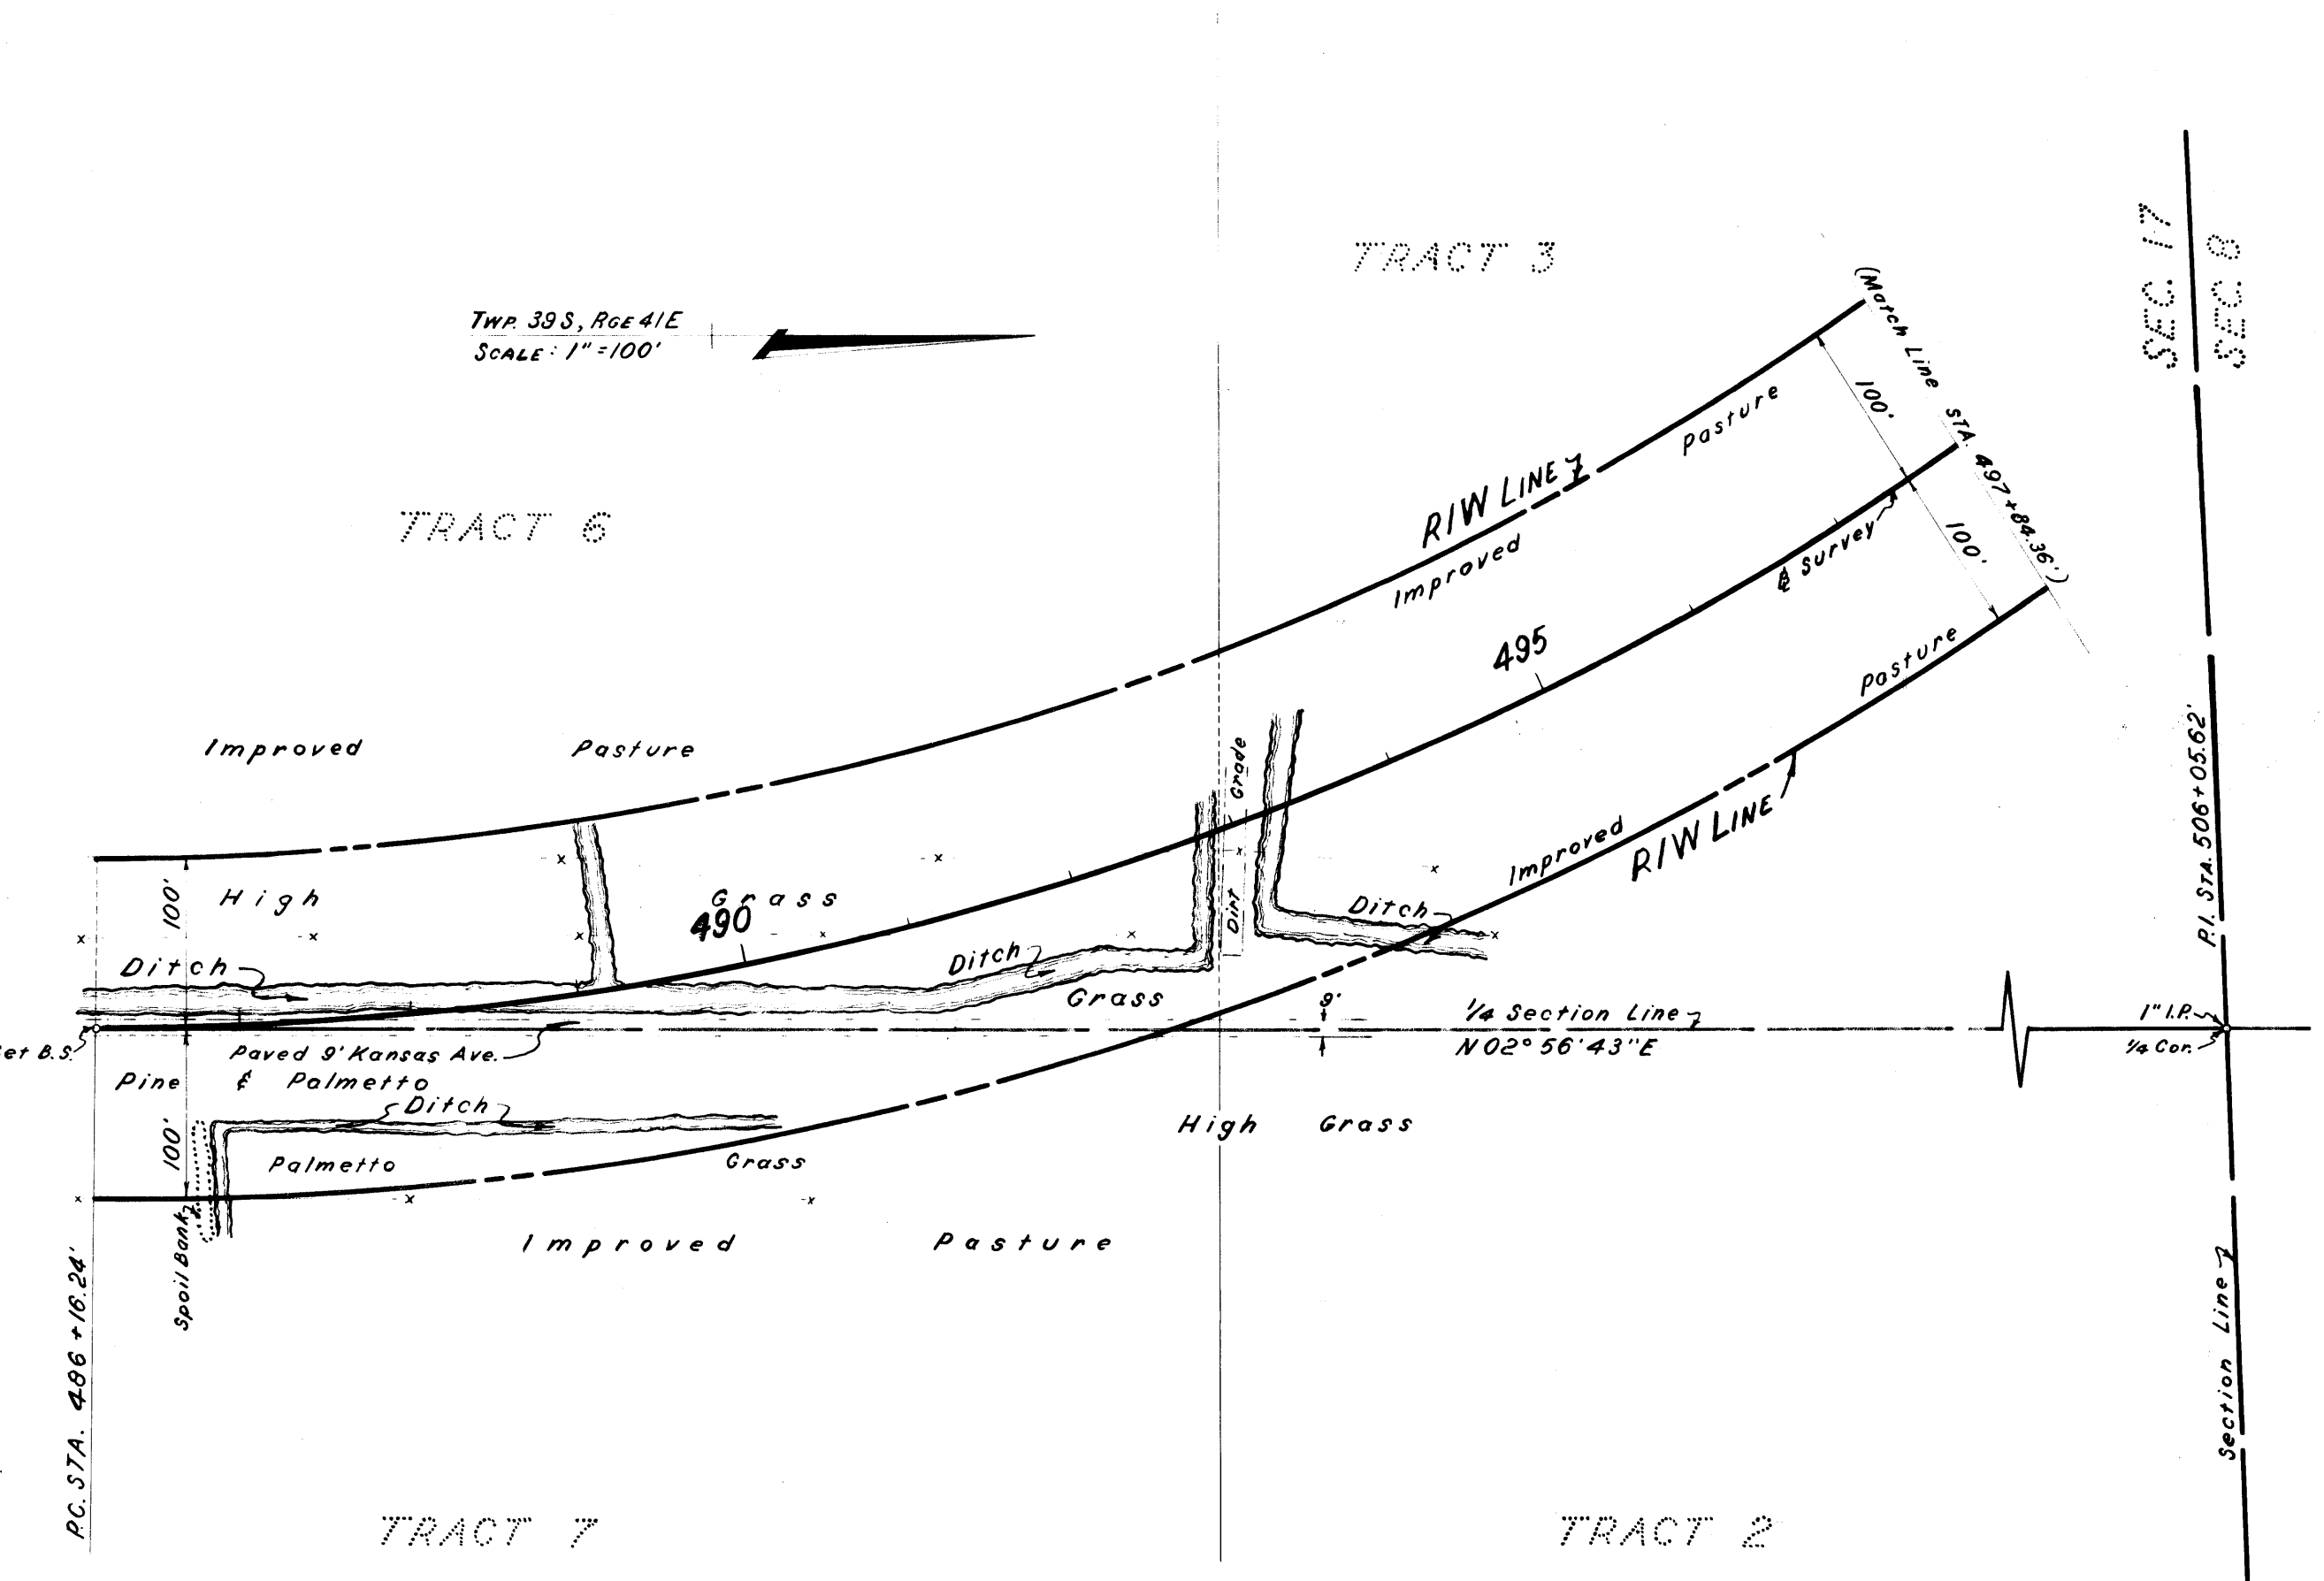 TRACT 3
SEC. 17
SEC 8
TWP. 39 S, RGE 41 E
SCALE: 1" = 100'
(Match Line STA. 497+84.36')
100'
100'
Pasture
R/W LINE
Improved
TRACT 6
℄ Survey
495
Pasture
Improved
R/W LINE
P.I. STA. 506+05.62'
Improved Pasture
Grade
Dirt
High Grass
100'
490
Ditch
Ditch
Ditch
Grass
9'
1/4 Section Line
N 02° 56' 43" E
1" I.P.
1/4 Cor.
et B.S.
Paved 9' Kansas Ave.
Pine & Palmetto
Ditch
100'
Palmetto Grass
High Grass
Spoil Bank
Improved Pasture
P.C. STA. 486+16.24'
Section Line
TRACT 7
TRACT 2